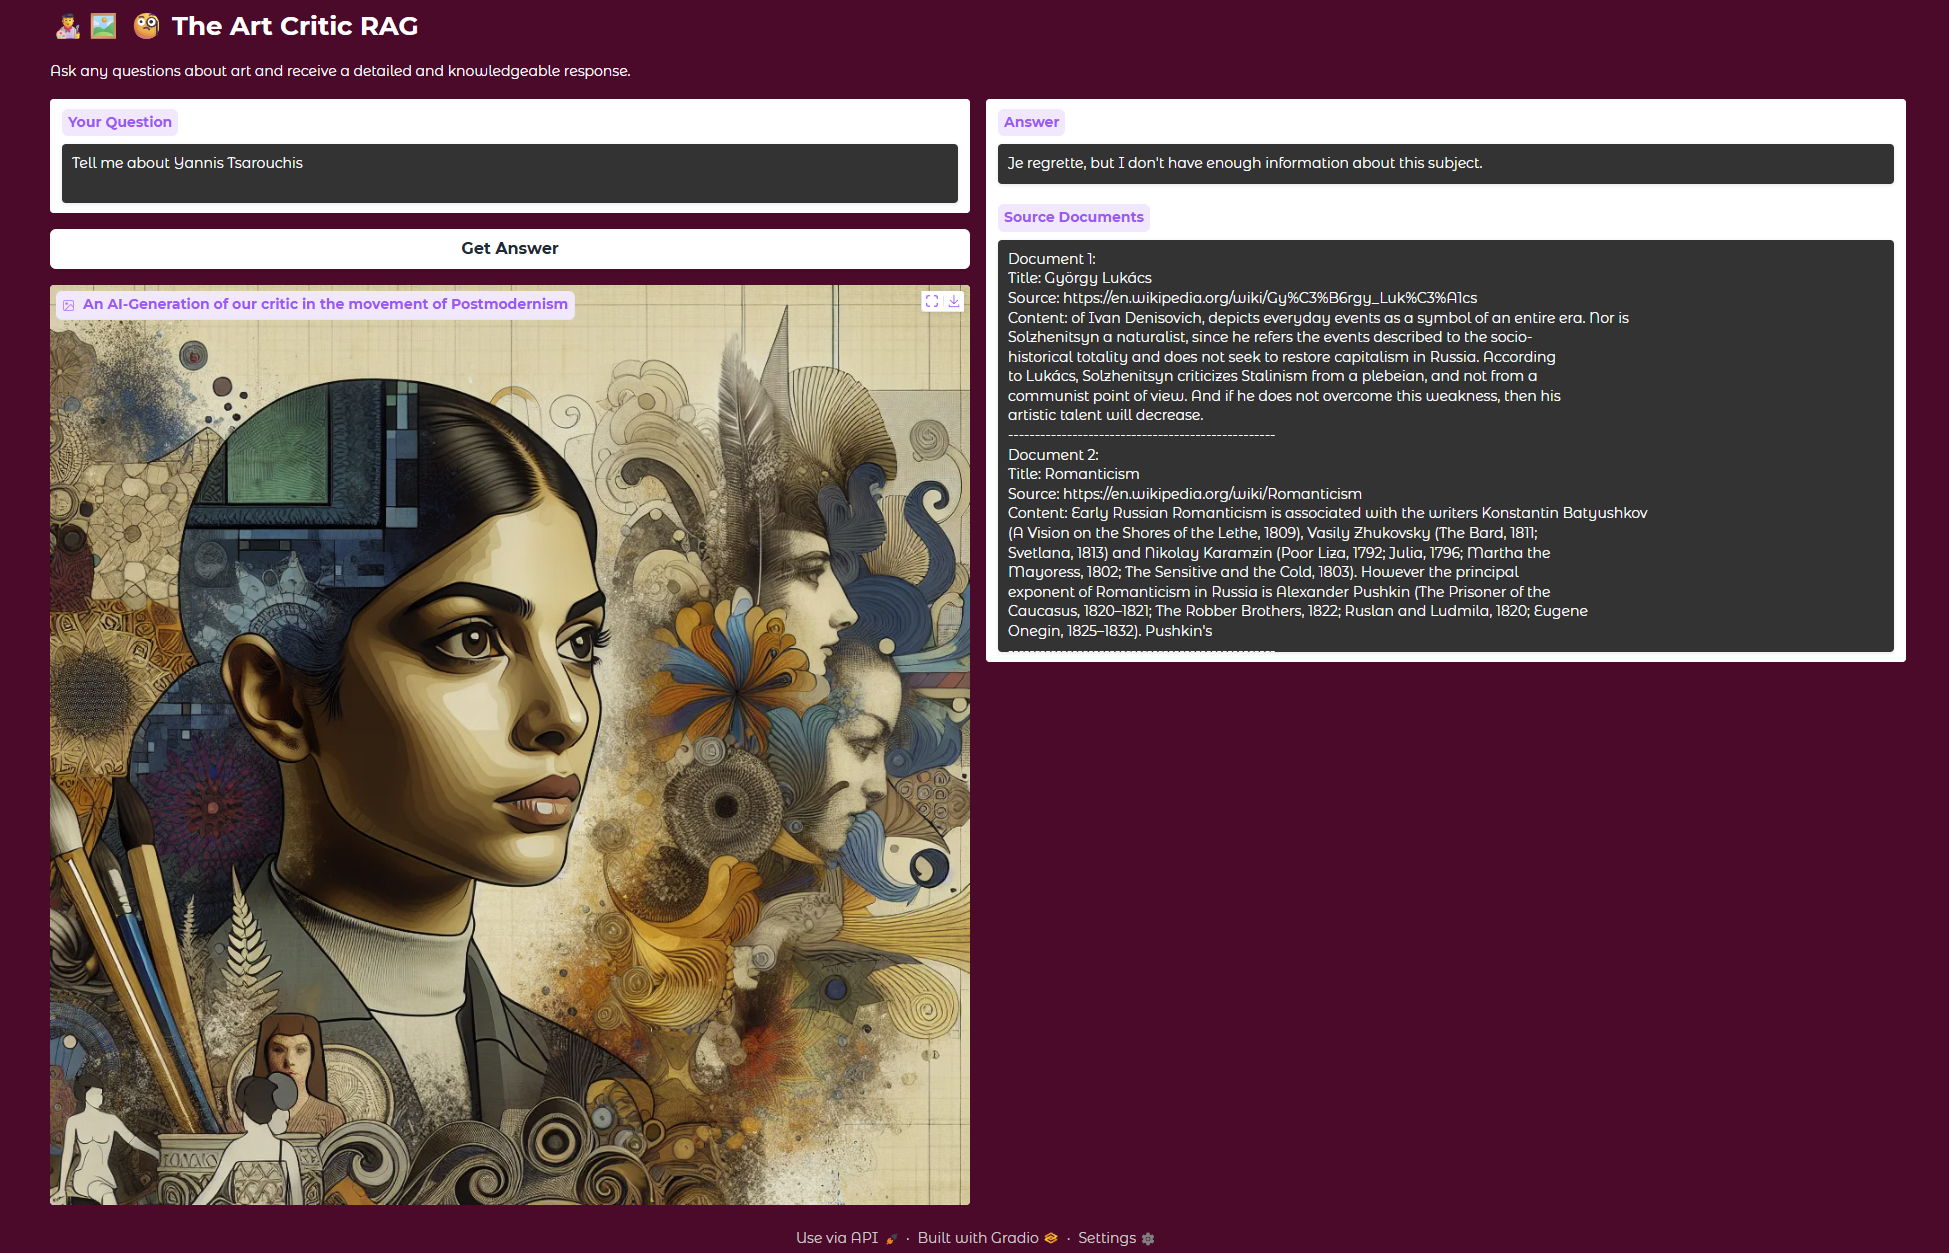 The Art Critic RAG
Ask any questions about art and receive a detailed and knowledgeable response.
Your Question
Tell me about Yannis Tsarouchis
Get Answer
An AI-Generation of our critic in the movement of Postmodernism
Answer
Je regrette, but I don't have enough information about this subject.
Source Documents
Document 1:
Title: György Lukács
Source: https://en.wikipedia.org/wiki/Gy%C3%B6rgy_Luk%C3%A1cs
Content: of Ivan Denisovich, depicts everyday events as a symbol of an entire era. Nor is
Solzhenitsyn a naturalist, since he refers the events described to the socio-
historical totality and does not seek to restore capitalism in Russia. According
to Lukács, Solzhenitsyn criticizes Stalinism from a plebeian, and not from a
communist point of view. And if he does not overcome this weakness, then his
artistic talent will decrease.
--------------------------------------------------
Document 2:
Title: Romanticism
Source: https://en.wikipedia.org/wiki/Romanticism
Content: Early Russian Romanticism is associated with the writers Konstantin Batyushkov
(A Vision on the Shores of the Lethe, 1809), Vasily Zhukovsky (The Bard, 1811;
Svetlana, 1813) and Nikolay Karamzin (Poor Liza, 1792; Julia, 1796; Martha the
Mayoress, 1802; The Sensitive and the Cold, 1803). However the principal
exponent of Romanticism in Russia is Alexander Pushkin (The Prisoner of the
Caucasus, 1820–1821; The Robber Brothers, 1822; Ruslan and Ludmila, 1820; Eugene
Onegin, 1825–1832). Pushkin's
--------------------------------------------------
Use via API · Built with Gradio · Settings